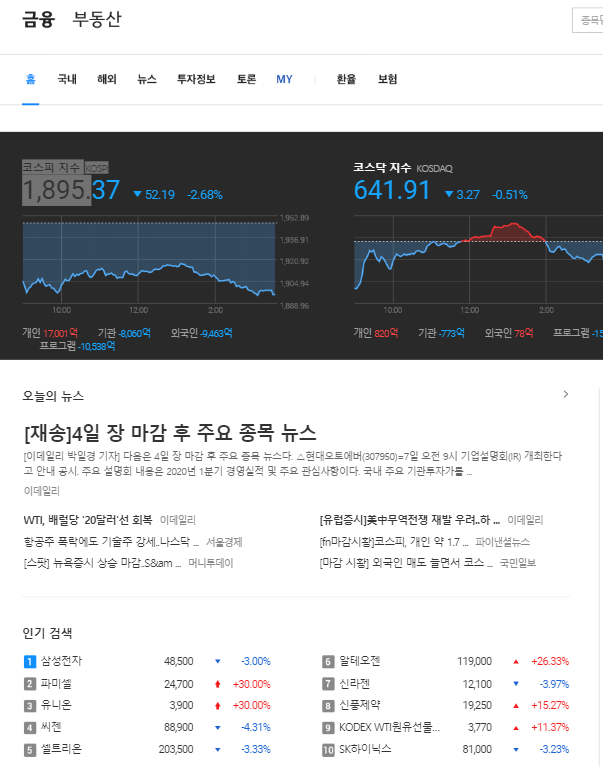 금융 부동산
홈 국내 해외 뉴스 투자정보 토론 MY 환율 보험
코스피 지수 KOSPI
1,895.37 ▼ 52.19 -2.68%
1,962.89
1,936.91
1,920.92
1,904.94
1,888.96
10:00 12:00 2:00
개인 17,001억 기관 -8,060억 외국인 -9,463억
프로그램 -10,538억
코스닥 지수 KOSDAQ
641.91 ▼ 3.27 -0.51%
10:00 12:00 2:00
개인 820억 기관 -773억 외국인 78억 프로그램
오늘의 뉴스 >
[재송]4일 장 마감 후 주요 종목 뉴스
[이데일리 박일경 기자] 다음은 4일 장 마감 후 주요 종목 뉴스다. △현대오토에버(307950)=7일 오전 9시 기업설명회(IR) 개최한다
고 안내 공시. 주요 설명회 내용은 2020년 1분기 경영실적 및 주요 관심사항이다. 국내 주요 기관투자가를 ...
이데일리
WTI, 배럴당 '20달러'선 회복 이데일리
항공주 폭락에도 기술주 강세..나스닥 ... 서울경제
[스팟] 뉴욕증시 상승 마감..S&am ... 머니투데이
[유럽증시]美中무역전쟁 재발 우려..하 ... 이데일리
[fn마감시황]코스피, 개인 약 1.7 ... 파이낸셜뉴스
[마감 시황] 외국인 매도 늘면서 코스 ... 국민일보
인기 검색
1 삼성전자 48,500 ▼ -3.00%
2 파미셀 24,700 ⬆ +30.00%
3 유니온 3,900 ⬆ +30.00%
4 씨젠 88,900 ▼ -4.31%
5 셀트리온 203,500 ▼ -3.33%
6 알테오젠 119,000 ▲ +26.33%
7 신라젠 12,100 ▼ -3.97%
8 신풍제약 19,250 ▲ +15.27%
9 KODEX WTI원유선물... 3,770 ▲ +11.37%
10 SK하이닉스 81,000 ▼ -3.23%